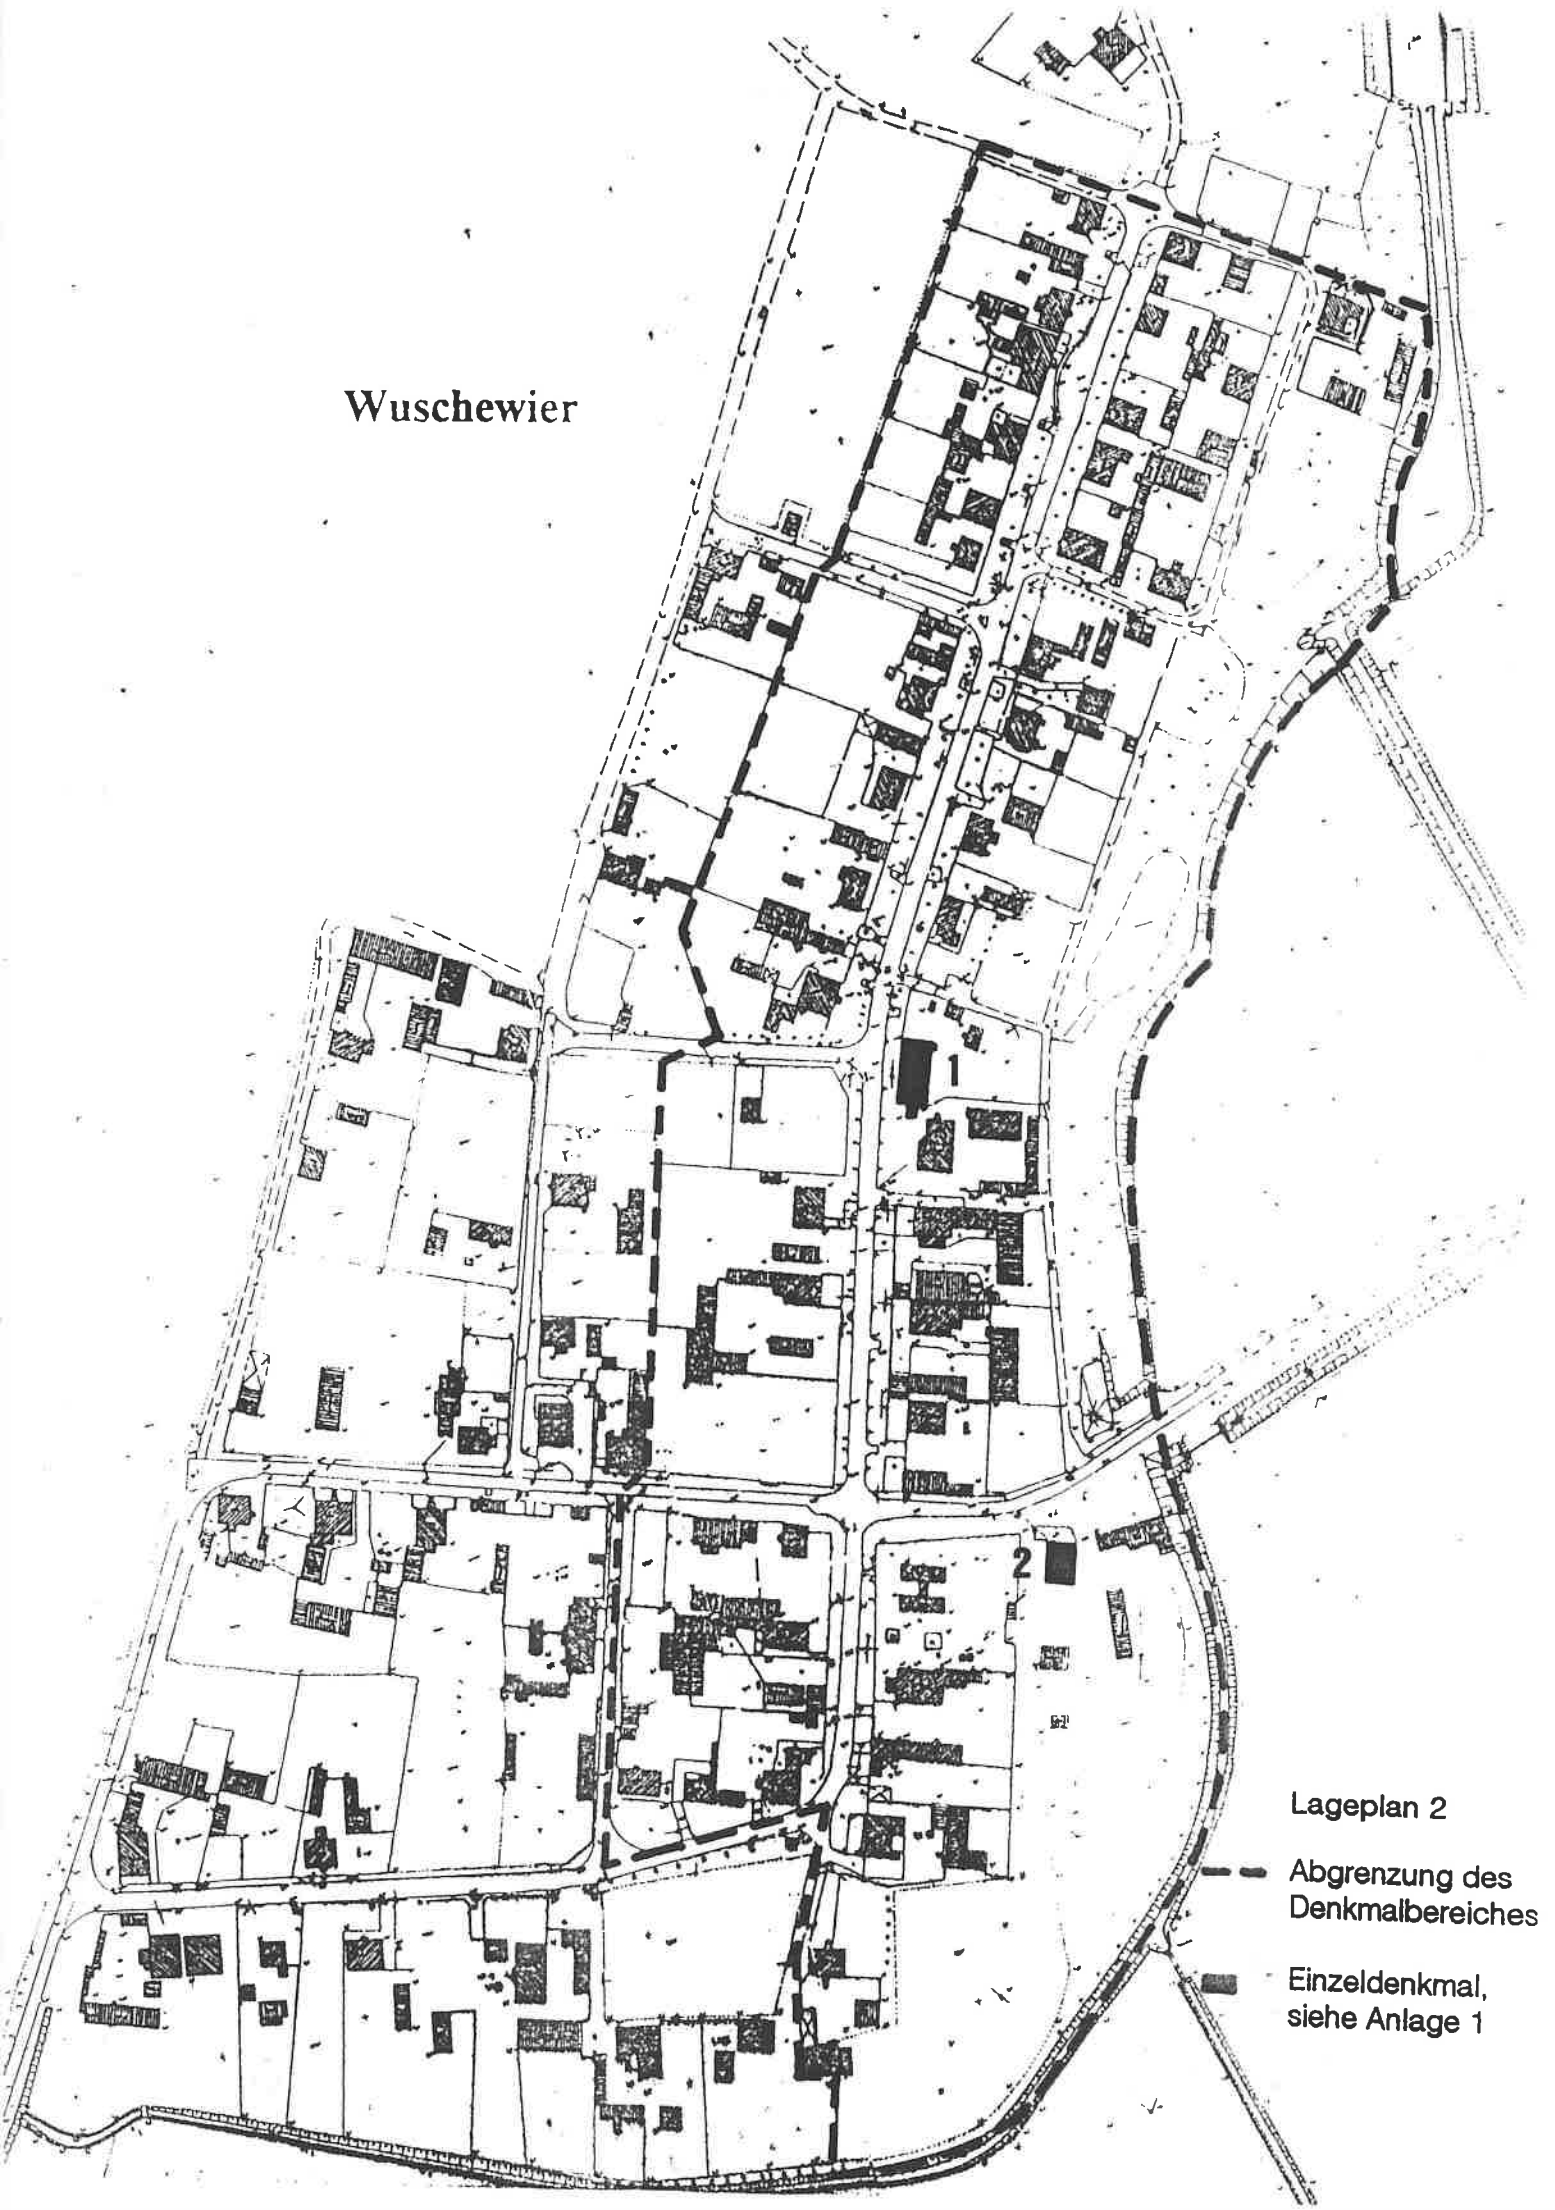 Wuschewier
1
2
Lageplan 2
Abgrenzung des
Denkmalbereiches
Einzeldenkmal,
siehe Anlage 1